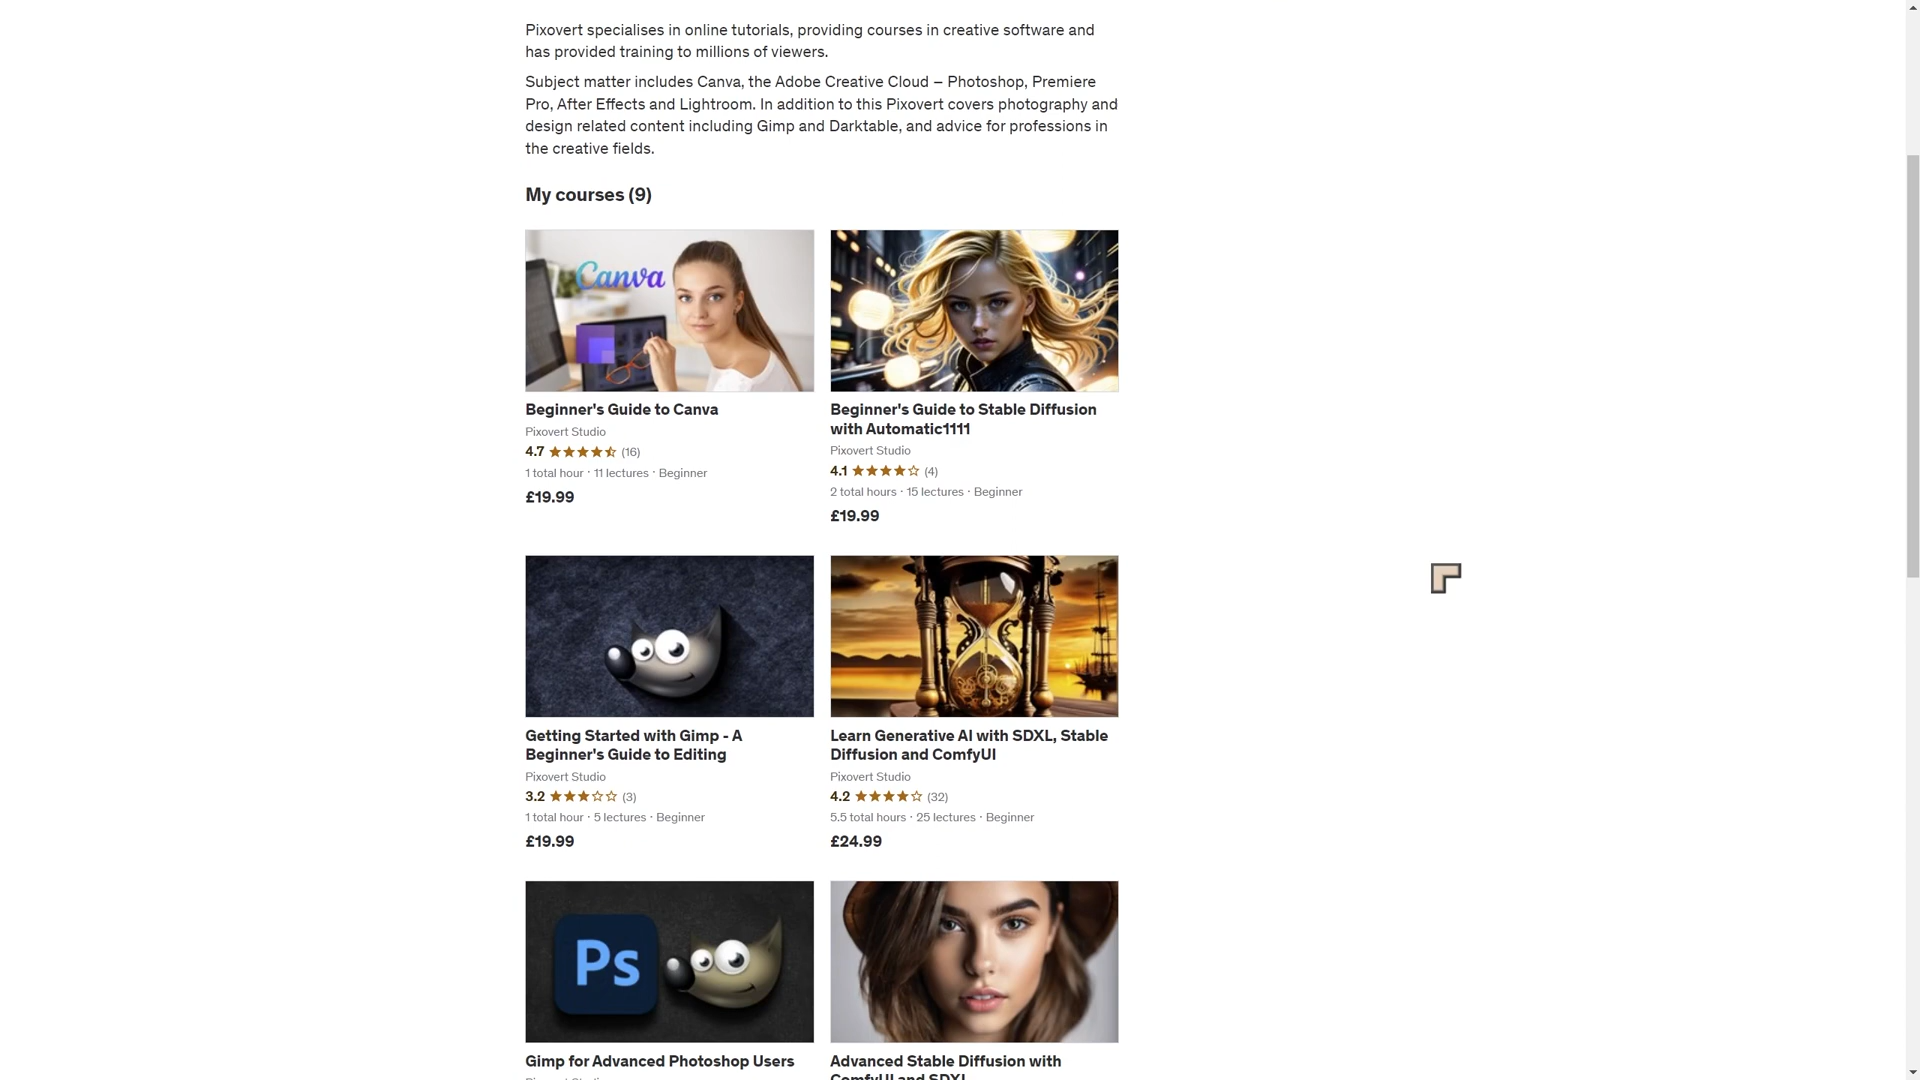 Pixovert specialises in online tutorials, providing courses in creative software and
has provided training to millions of viewers.
Subject matter includes Canva, the Adobe Creative Cloud – Photoshop, Premiere
Pro, After Effects and Lightroom. In addition to this Pixovert covers photography and
design related content including Gimp and Darktable, and advice for professions in
the creative fields.
My courses (9)
Canva
Beginner's Guide to Canva
Pixovert Studio
4.7 (16)
1 total hour · 11 lectures · Beginner
£19.99
Beginner's Guide to Stable Diffusion
with Automatic1111
Pixovert Studio
4.1 (4)
2 total hours · 15 lectures · Beginner
£19.99
Getting Started with Gimp - A
Beginner's Guide to Editing
Pixovert Studio
3.2 (3)
1 total hour · 5 lectures · Beginner
£19.99
Learn Generative AI with SDXL, Stable
Diffusion and ComfyUI
Pixovert Studio
4.2 (32)
5.5 total hours · 25 lectures · Beginner
£24.99
Ps
Gimp for Advanced Photoshop Users
Advanced Stable Diffusion with
ComfyUI and SDXL